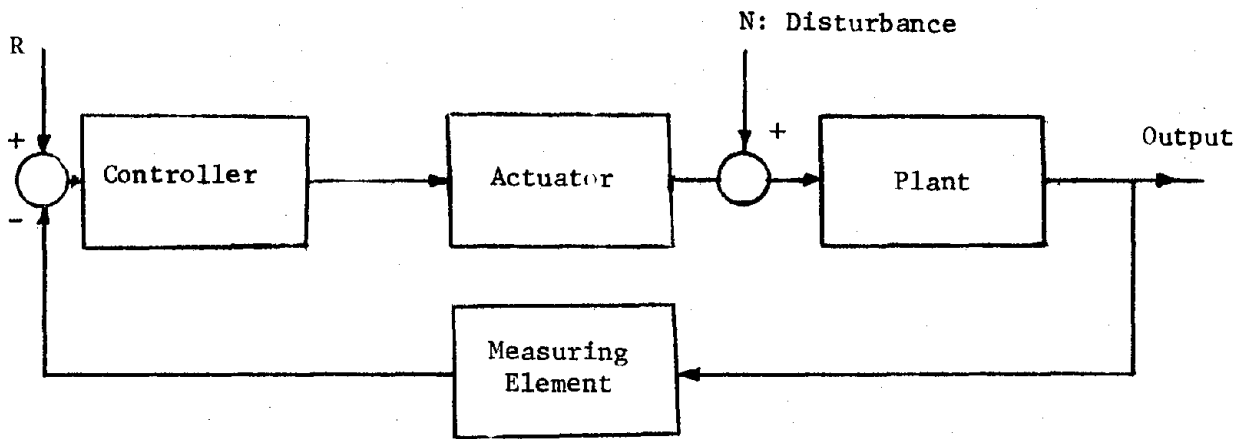 N: Disturbance
R
+
+
Output
Controller
Actuator
Plant
-
Measuring
Element